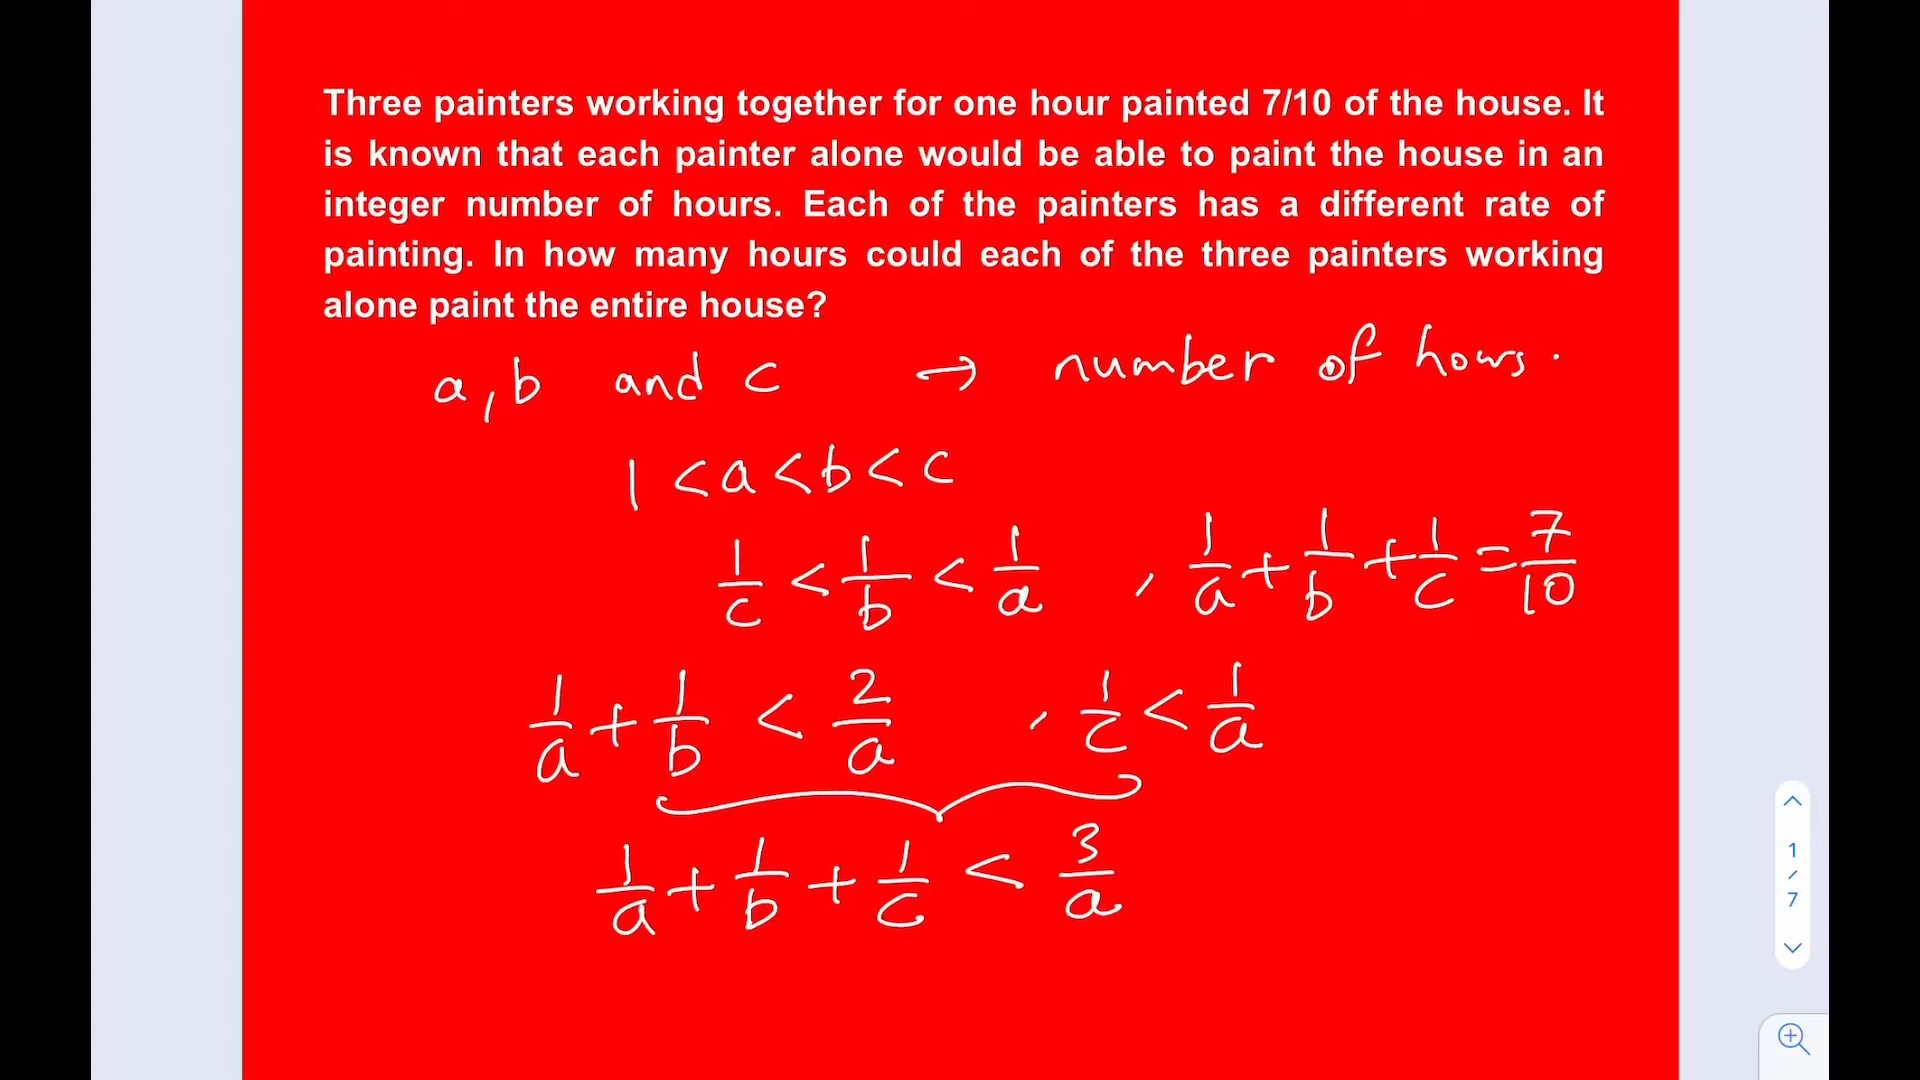 Three painters working together for one hour painted 7/10 of the house. It
is known that each painter alone would be able to paint the house in an
integer number of hours. Each of the painters has a different rate of
painting. In how many hours could each of the three painters working
alone paint the entire house?
a, b and c → number of hours.
1 < a < b < c
1/c < 1/b < 1/a , 1/a + 1/b + 1/c = 7/10
1/a + 1/b < 2/a , 1/c < 1/a
1/a + 1/b + 1/c < 3/a
1
/
7